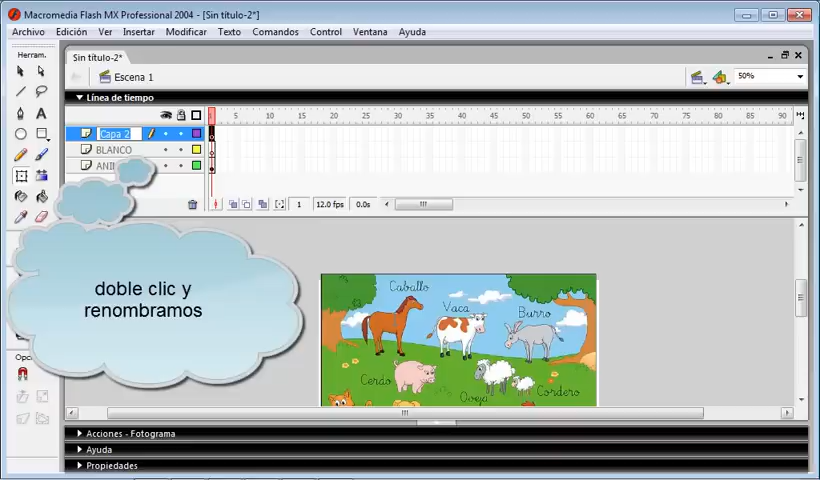 Macromedia Flash MX Professional 2004 - [Sin título-2*]
Archivo Edición Ver Insertar Modificar Texto Comandos Control Ventana Ayuda
Herram.
Sin título-2*
Escena 1
50%
Línea de tiempo
1 5 10 15 20 25 30 35 40 45 50 55 60 65 70 75 80 85 90
Capa 2
BLANCO
1 12.0 fps 0.0s
doble clic y
renombramos
Caballo
Vaca
Burro
Cerdo
Oveja
Cordero
Acciones - Fotograma
Ayuda
Propiedades